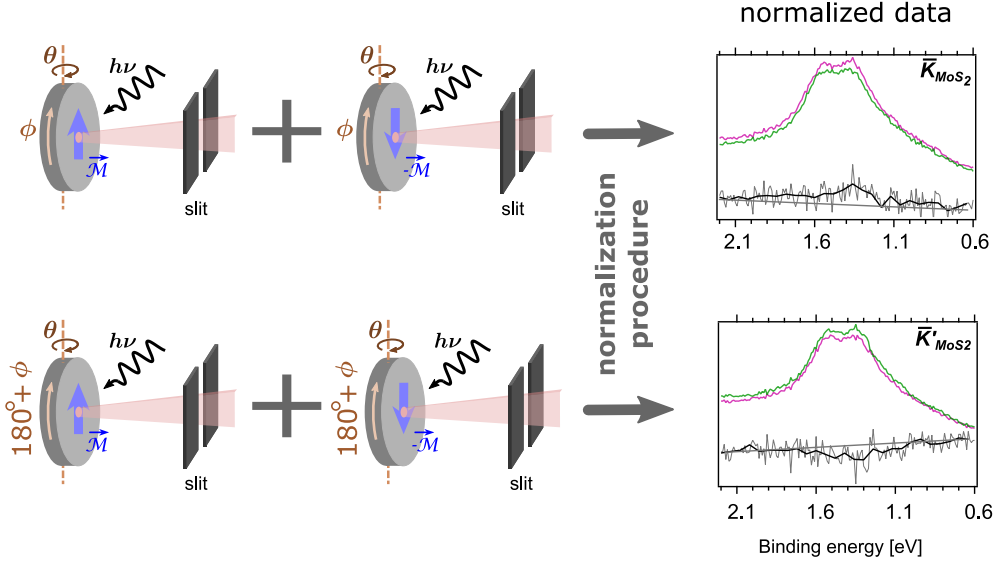 normalized data
θ
hν
ϕ
ℳ
slit
θ
hν
ϕ
-ℳ
slit
K̅MoS₂
2.1 1.6 1.1 0.6
normalization
procedure
θ
hν
180°+ ϕ
ℳ
slit
θ
hν
180°+ ϕ
-ℳ
slit
K̅'MoS2
2.1 1.6 1.1 0.6
Binding energy [eV]